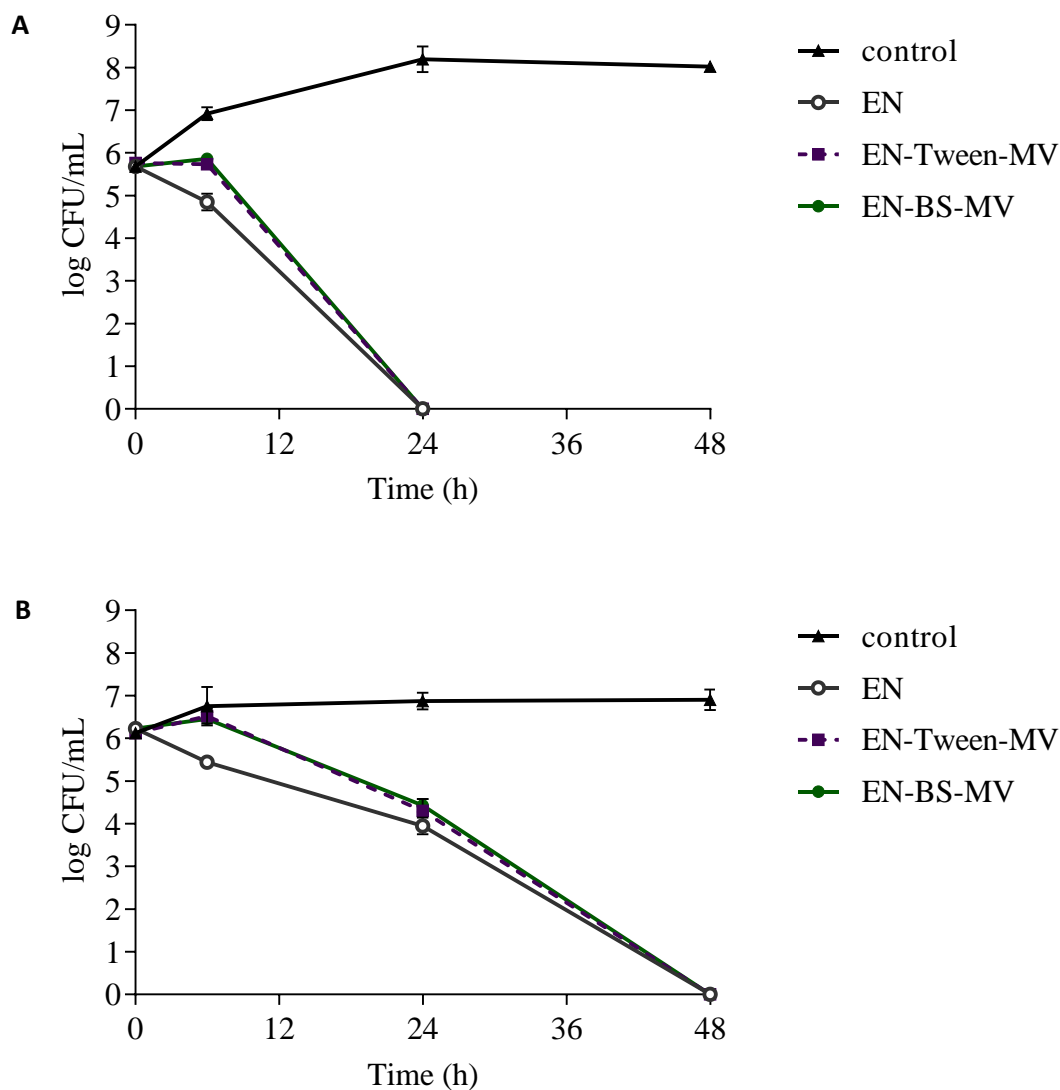 A
9
8
7
6
5
4
3
2
1
0
log CFU/mL
0 12 24 36 48
Time (h)
control
EN
EN-Tween-MV
EN-BS-MV
B
9
8
7
6
5
4
3
2
1
0
log CFU/mL
0 12 24 36 48
Time (h)
control
EN
EN-Tween-MV
EN-BS-MV